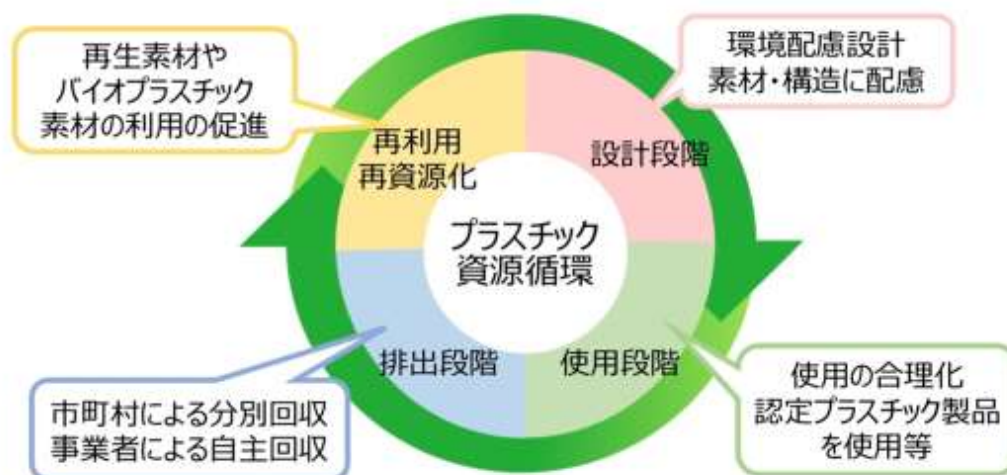 再生素材や
バイオプラスチック
素材の利用の促進
環境配慮設計
素材・構造に配慮
再利用
再資源化
設計段階
プラスチック
資源循環
排出段階
使用段階
市町村による分別回収
事業者による自主回収
使用の合理化
認定プラスチック製品
を使用等